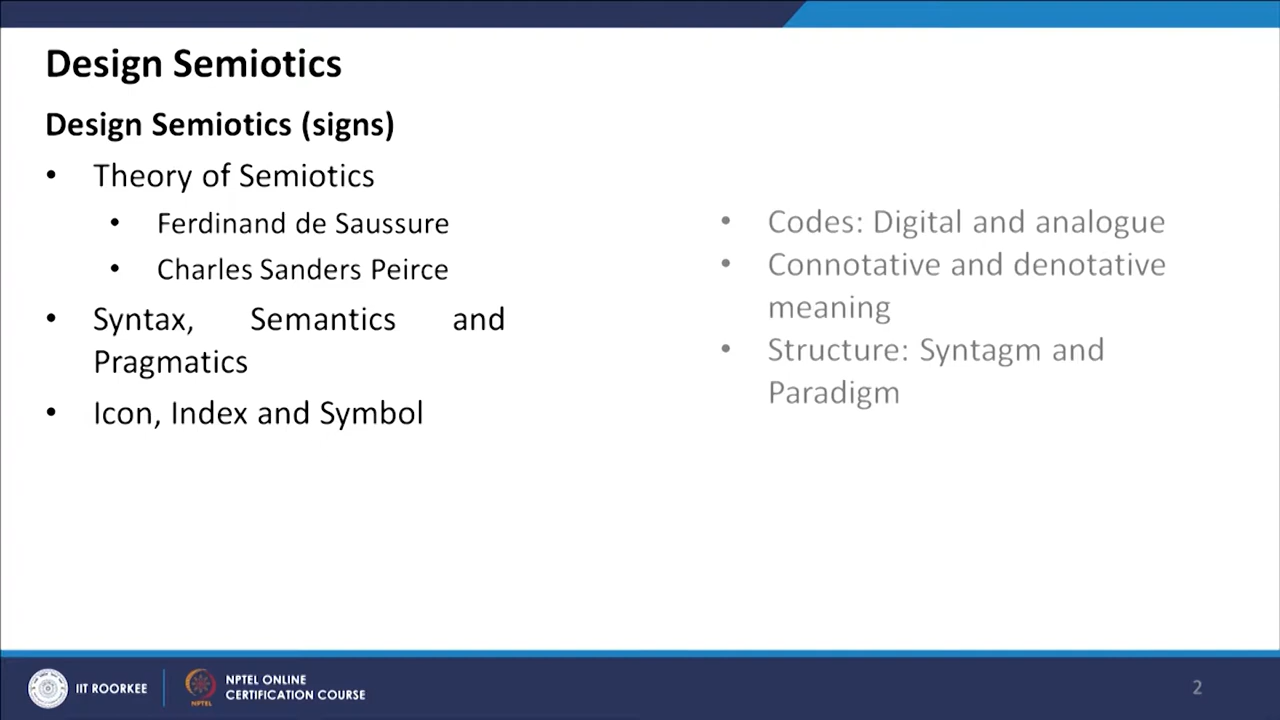 Design Semiotics
Design Semiotics (signs)
• Theory of Semiotics
• Ferdinand de Saussure
• Charles Sanders Peirce
• Syntax, Semantics and
Pragmatics
• Icon, Index and Symbol
• Codes: Digital and analogue
• Connotative and denotative
meaning
• Structure: Syntagm and
Paradigm
IIT ROORKEE
NPTEL
NPTEL ONLINE
CERTIFICATION COURSE
2